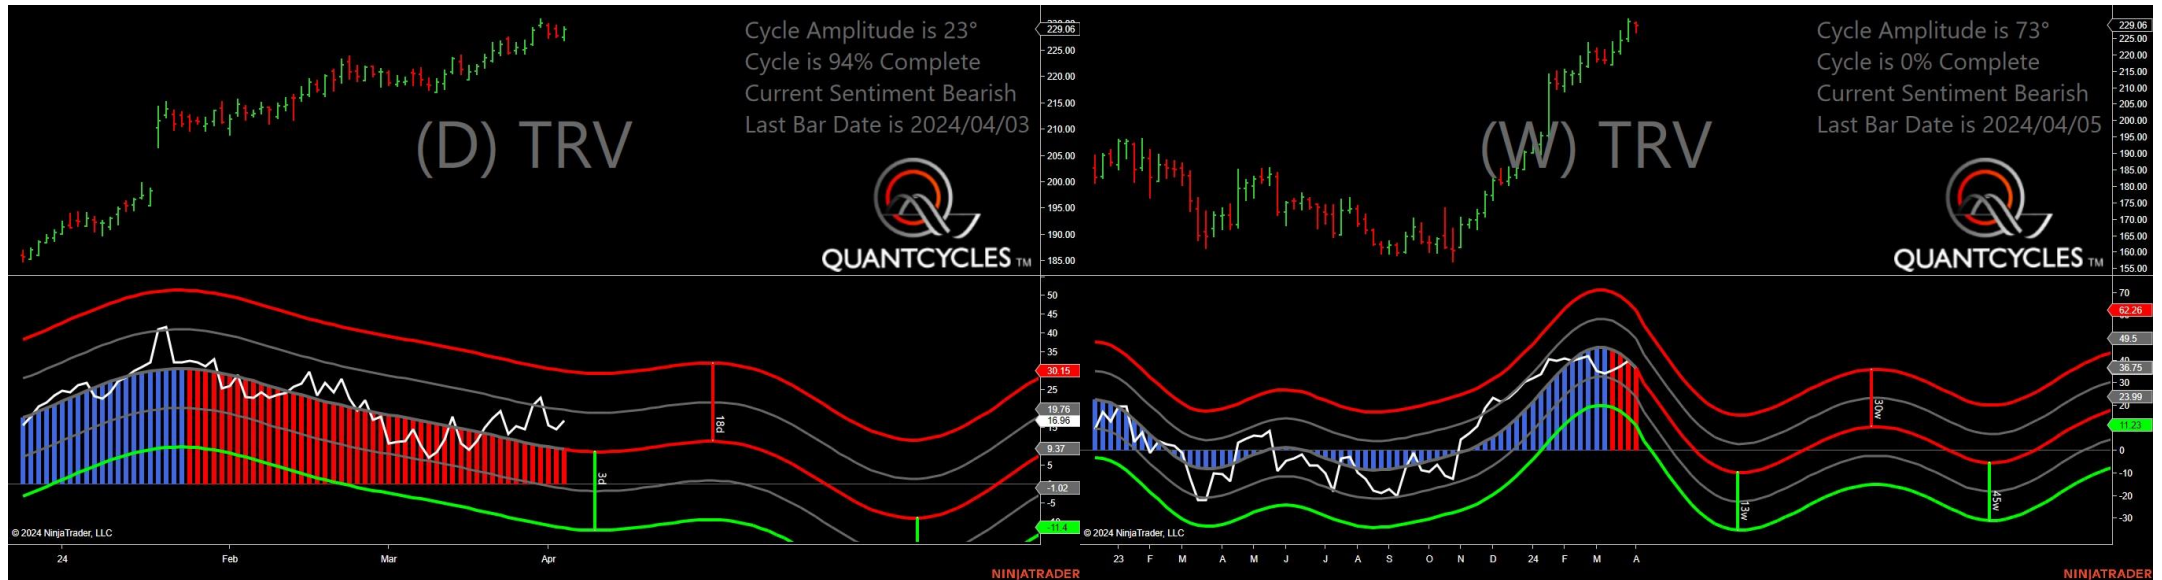 Cycle Amplitude is 23°
Cycle is 94% Complete
Current Sentiment Bearish
Last Bar Date is 2024/04/03
(D) TRV
QUANTCYCLES TM
229.06
225.00
220.00
215.00
210.00
205.00
200.00
195.00
190.00
185.00
50
45
40
35
30.15
25
19.76
16.96
15
9.37
5
-1.02
-5
-11.4
3d
18d
© 2024 NinjaTrader, LLC
24 Feb Mar Apr
NINJATRADER
Cycle Amplitude is 73°
Cycle is 0% Complete
Current Sentiment Bearish
Last Bar Date is 2024/04/05
(W) TRV
QUANTCYCLES TM
229.06
225.00
220.00
215.00
210.00
205.00
200.00
195.00
190.00
185.00
180.00
175.00
170.00
165.00
160.00
155.00
70
62.26
49.5
40
36.75
30
23.99
20
11.23
0
-10
-20
-30
13w
30w
45w
© 2024 NinjaTrader, LLC
23 F M A M J J A S O N D 24 F M A
NINJATRADER